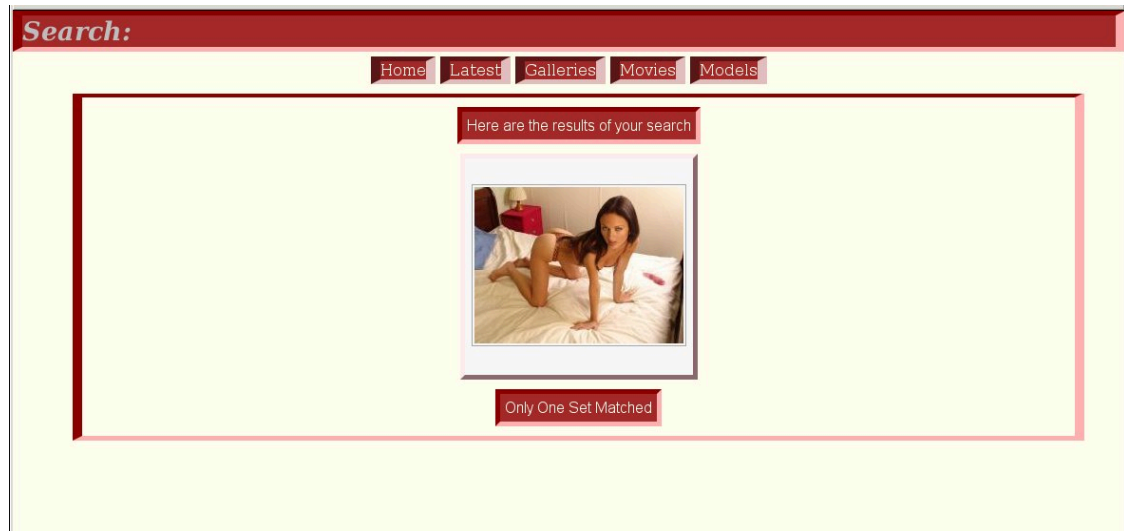 Search:
Home Latest Galleries Movies Models
Here are the results of your search
Only One Set Matched